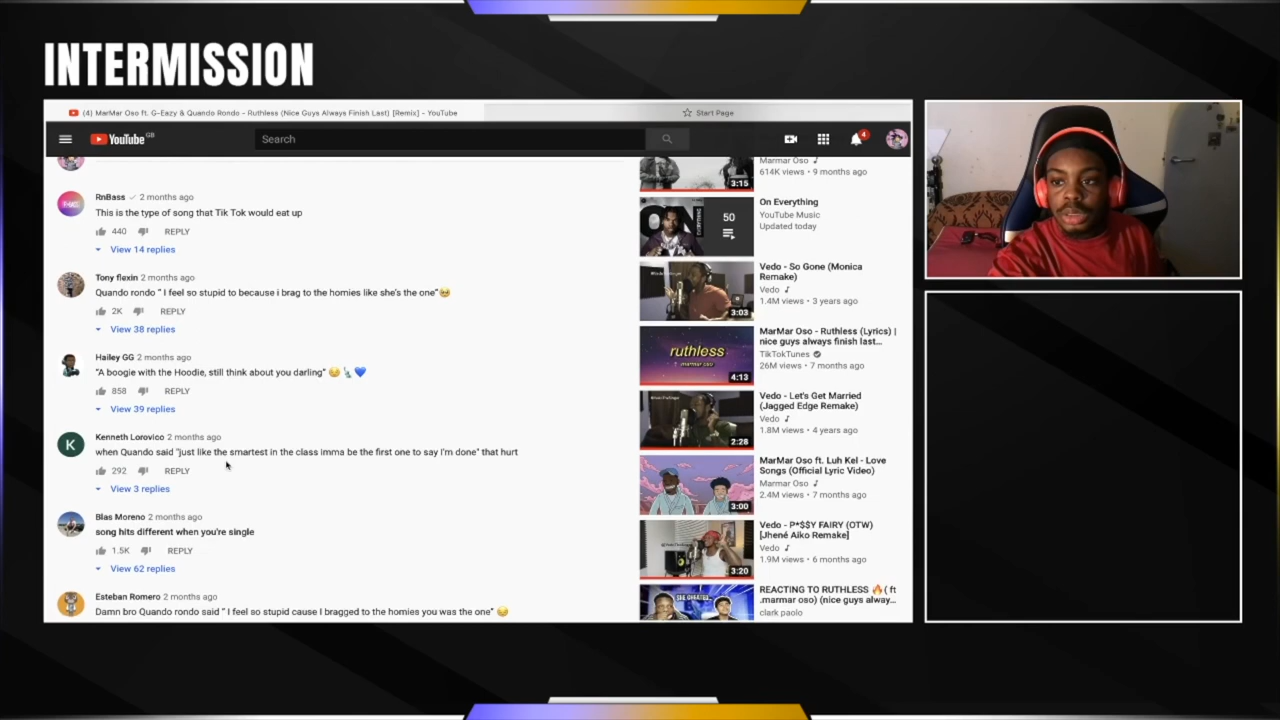 INTERMISSION
(4) MarMar Oso ft. G-Eazy & Quando Rondo - Ruthless (Nice Guys Always Finish Last) [Remix] - YouTube
Start Page
YouTube GB
Search
4
RnBass 2 months ago
This is the type of song that Tik Tok would eat up
440 REPLY
View 14 replies
Tony flexin 2 months ago
Quando rondo “ I feel so stupid to because i brag to the homies like she’s the one”🥺
2K REPLY
View 38 replies
Hailey GG 2 months ago
“A boogie with the Hoodie, still think about you darling”
858 REPLY
View 39 replies
K
Kenneth Lorovico 2 months ago
when Quando said "just like the smartest in the class imma be the first one to say I'm done" that hurt
292 REPLY
View 3 replies
Blas Moreno 2 months ago
song hits different when you're single
1.5K REPLY
View 62 replies
Esteban Romero 2 months ago
Damn bro Quando rondo said “ I feel so stupid cause I bragged to the homies you was the one”
3:15
Marmar Oso
614K views • 9 months ago
50
On Everything
YouTube Music
Updated today
3:03
Vedo - So Gone (Monica
Remake)
Vedo
1.4M views • 3 years ago
ruthless
marmar oso
4:13
MarMar Oso - Ruthless (Lyrics) |
nice guys always finish last...
TikTokTunes
26M views • 7 months ago
2:28
Vedo - Let's Get Married
(Jagged Edge Remake)
Vedo
1.8M views • 4 years ago
3:00
MarMar Oso ft. Luh Kel - Love
Songs (Official Lyric Video)
Marmar Oso
2.4M views • 7 months ago
3:20
Vedo - P*$$Y FAIRY (OTW)
[Jhené Aiko Remake]
Vedo
1.9M views • 6 months ago
REACTING TO RUTHLESS 🔥( ft
.marmar oso) (nice guys alway...
clark paolo